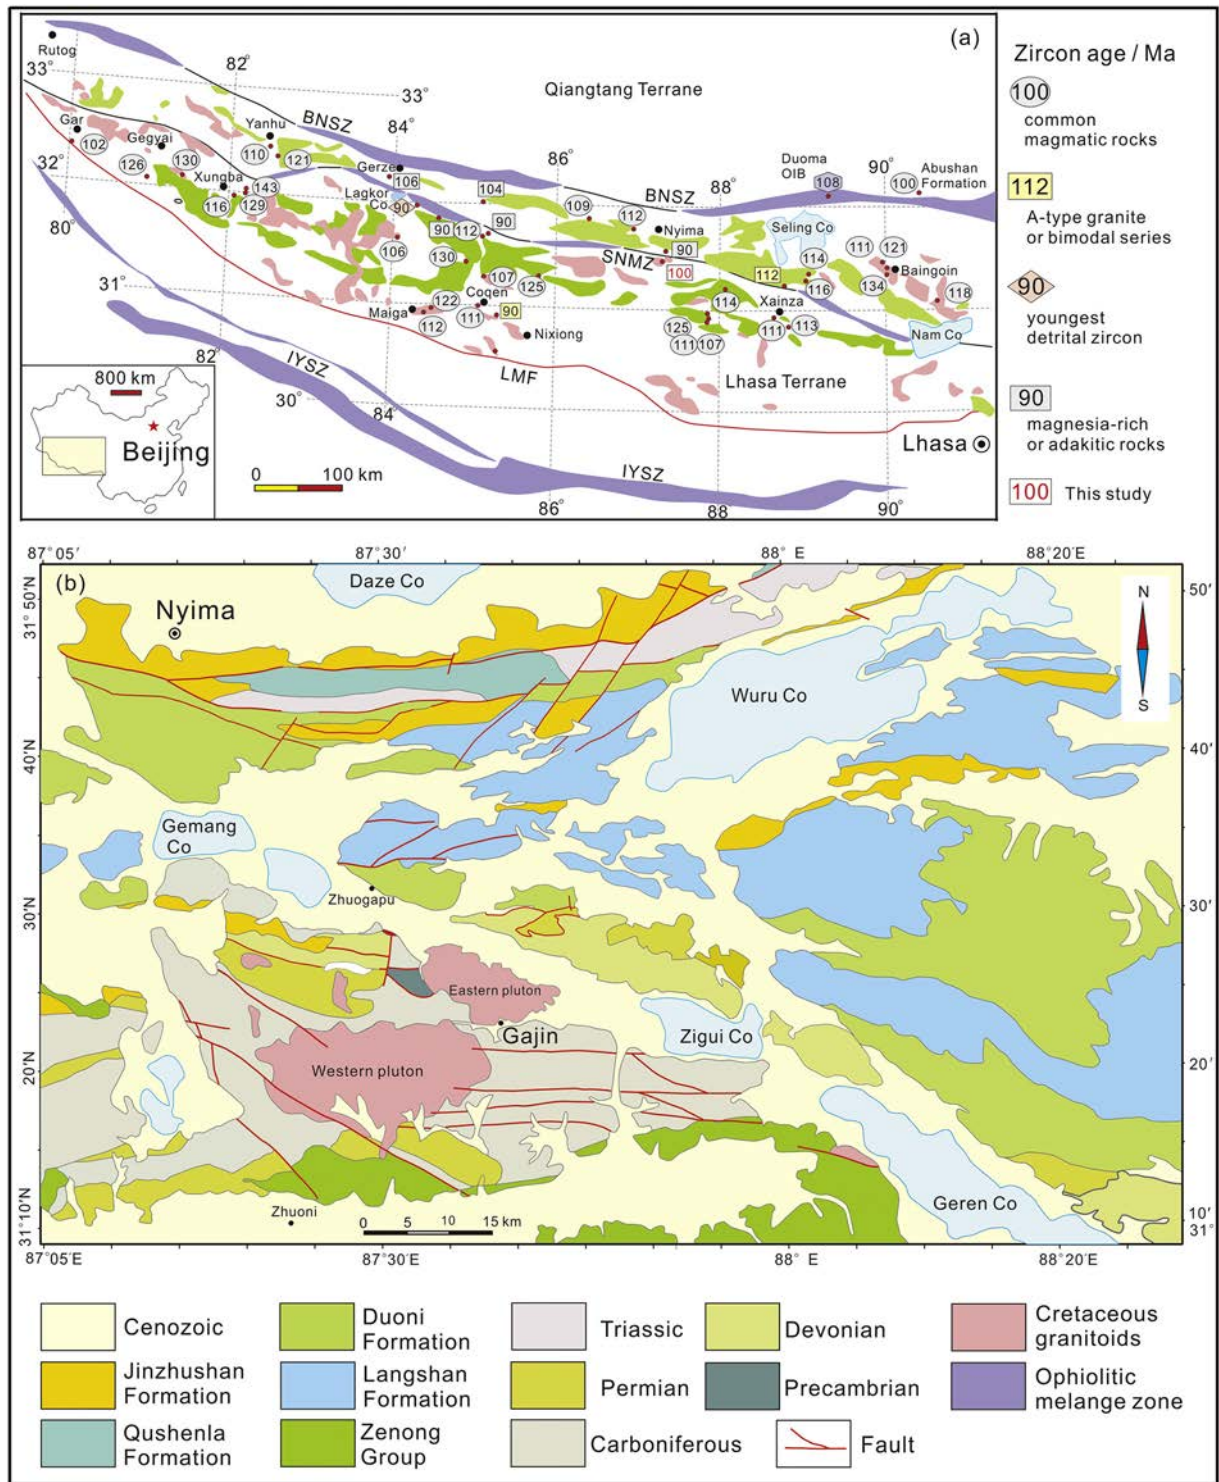 (a)
Rutog
33°
82°
33°
Qiangtang Terrane
BNSZ
84°
Gar
102
Gegyai
Yanhu
110
121
32°
126
130
Xungba
143
116
129
Gerze
106
Lagkor
Co
90
104
86°
88°
BNSZ
Duoma
OIB
108
90°
100
Abushan
Formation
80°
109
112
Nyima
90
112
90
90
SNMZ
100
Seling Co
114
111
121
112
116
134
Baingoin
118
106
130
107
125
31°
Coqen
122
Maiga
112
111
90
Nixiong
114
Xainza
125
111
107
111
113
Nam Co
82°
IYSZ
LMF
Lhasa Terrane
30°
84°
Lhasa
IYSZ
86°
88°
90°
800 km
Beijing
0
100 km
Zircon age / Ma
100
common
magmatic rocks
112
A-type granite
or bimodal series
90
youngest
detrital zircon
90
magnesia-rich
or adakitic rocks
100
This study
87°05′
87°30′
88° E
88°20′E
(b)
Daze Co
31°50′N
50′
Nyima
N
S
Wuru Co
40′N
40′
Gemang
Co
Zhuogapu
30′N
30′
Eastern pluton
Gajin
Zigui Co
20′N
20′
Western pluton
Geren Co
Zhuoni
0
5
10
15 km
31°10′N
10′
31°
87°05′E
87°30′
88° E
88°20′E
Cenozoic
Duoni
Formation
Triassic
Devonian
Cretaceous
granitoids
Jinzhushan
Formation
Langshan
Formation
Permian
Precambrian
Ophiolitic
melange zone
Qushenla
Formation
Zenong
Group
Carboniferous
Fault